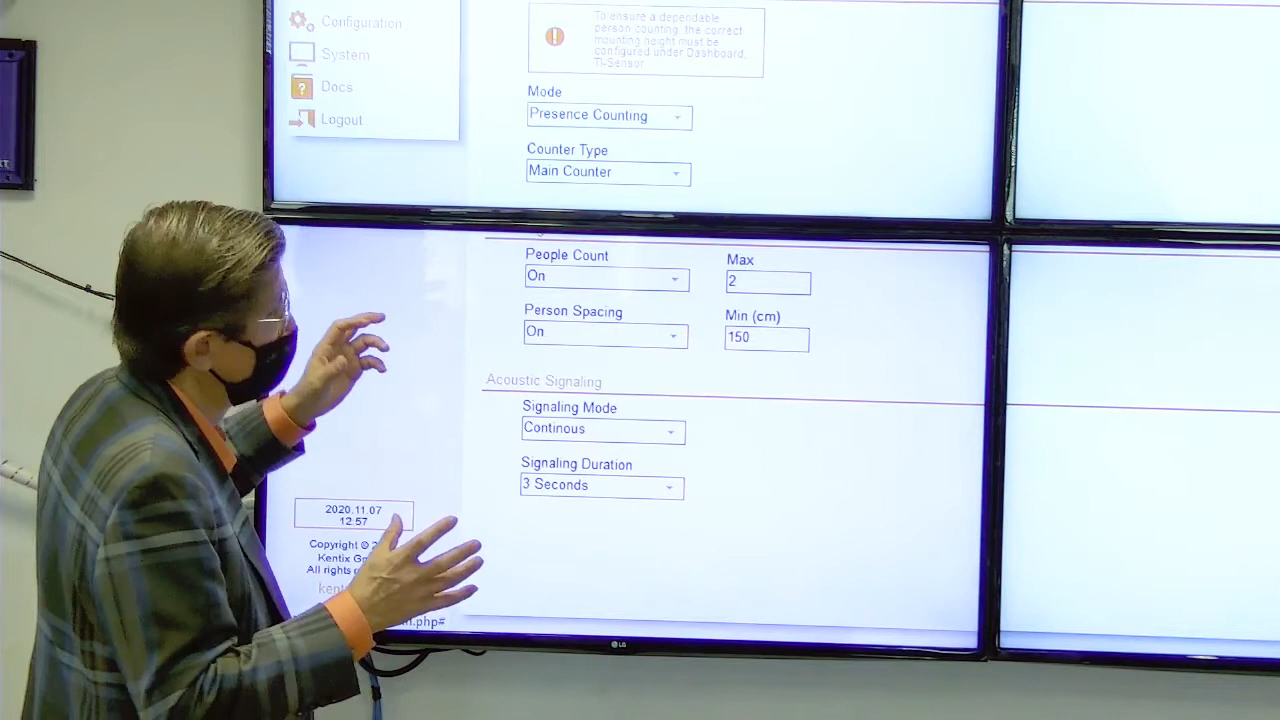 Configuration
System
Docs
Logout
To ensure a dependable
person counting, the correct
mounting height must be
configured under Dashboard,
TI-Sensor
Mode
Presence Counting
Counter Type
Main Counter
People Count
On
Max
2
Person Spacing
On
Min (cm)
150
Acoustic Signaling
Signaling Mode
Continous
Signaling Duration
3 Seconds
2020.11.07
12:57
Copyright ©
Kentix
All rights
.php#
LG